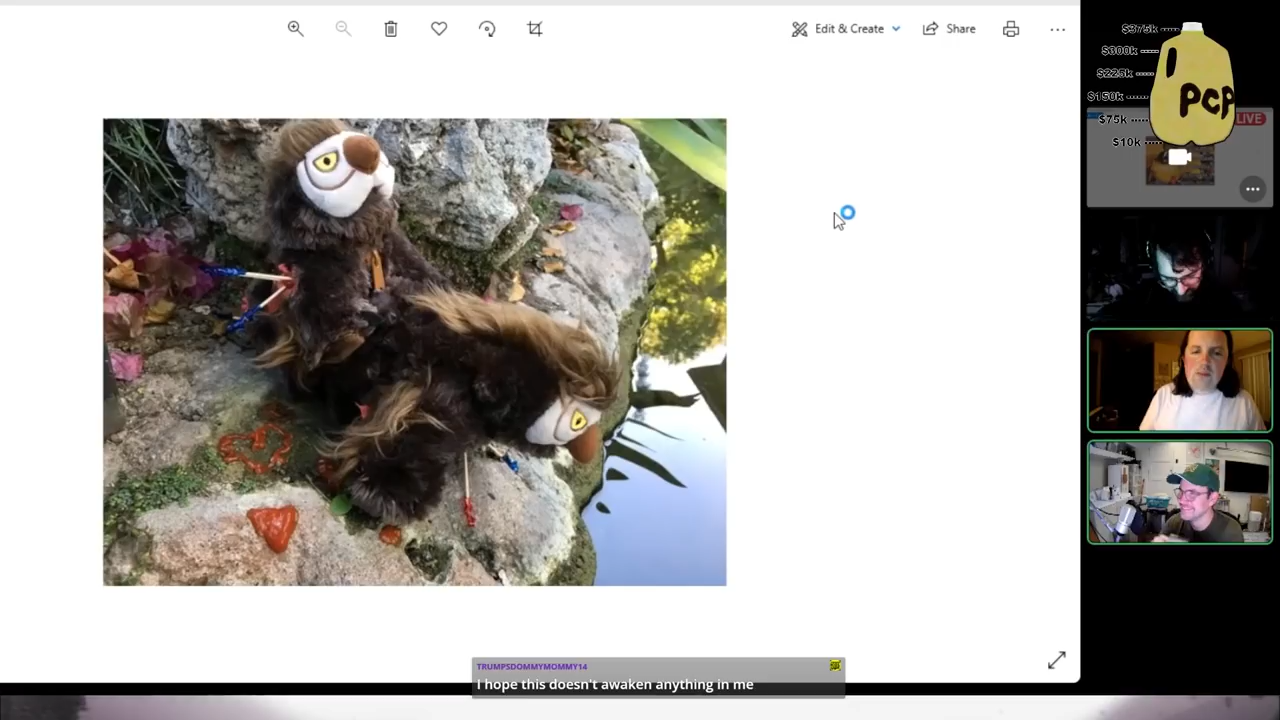 Edit & Create
Share
$375k
$300k
$225k
$150k
$75k
$10k
PCP
LIVE
TRUMPSDOMMYMOMMY14
I hope this doesn't awaken anything in me